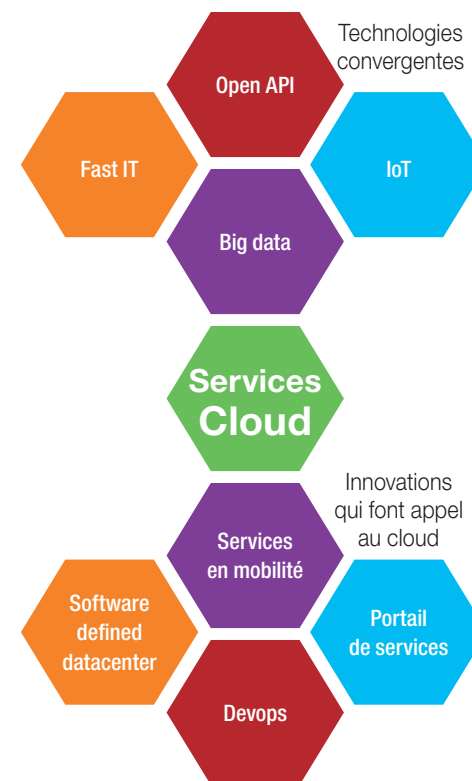 Technologies
convergentes
Open API
Fast IT
IoT
Big data
Services
Cloud
Innovations
qui font appel
au cloud
Services
en mobilité
Software
defined
datacenter
Portail
de services
Devops